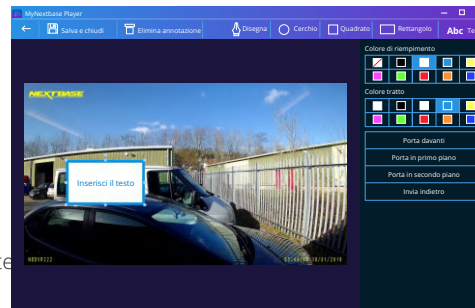 MyNextbase Player
Salva e chiudi
Elimina annotazione
Disegna
Cerchio
Quadrato
Rettangolo
Abc
Colore di riempimento
NEXTBASE
Colore tratto
Porta davanti
Porta in primo piano
Inserisci il testo
Porta in secondo piano
Invia indietro